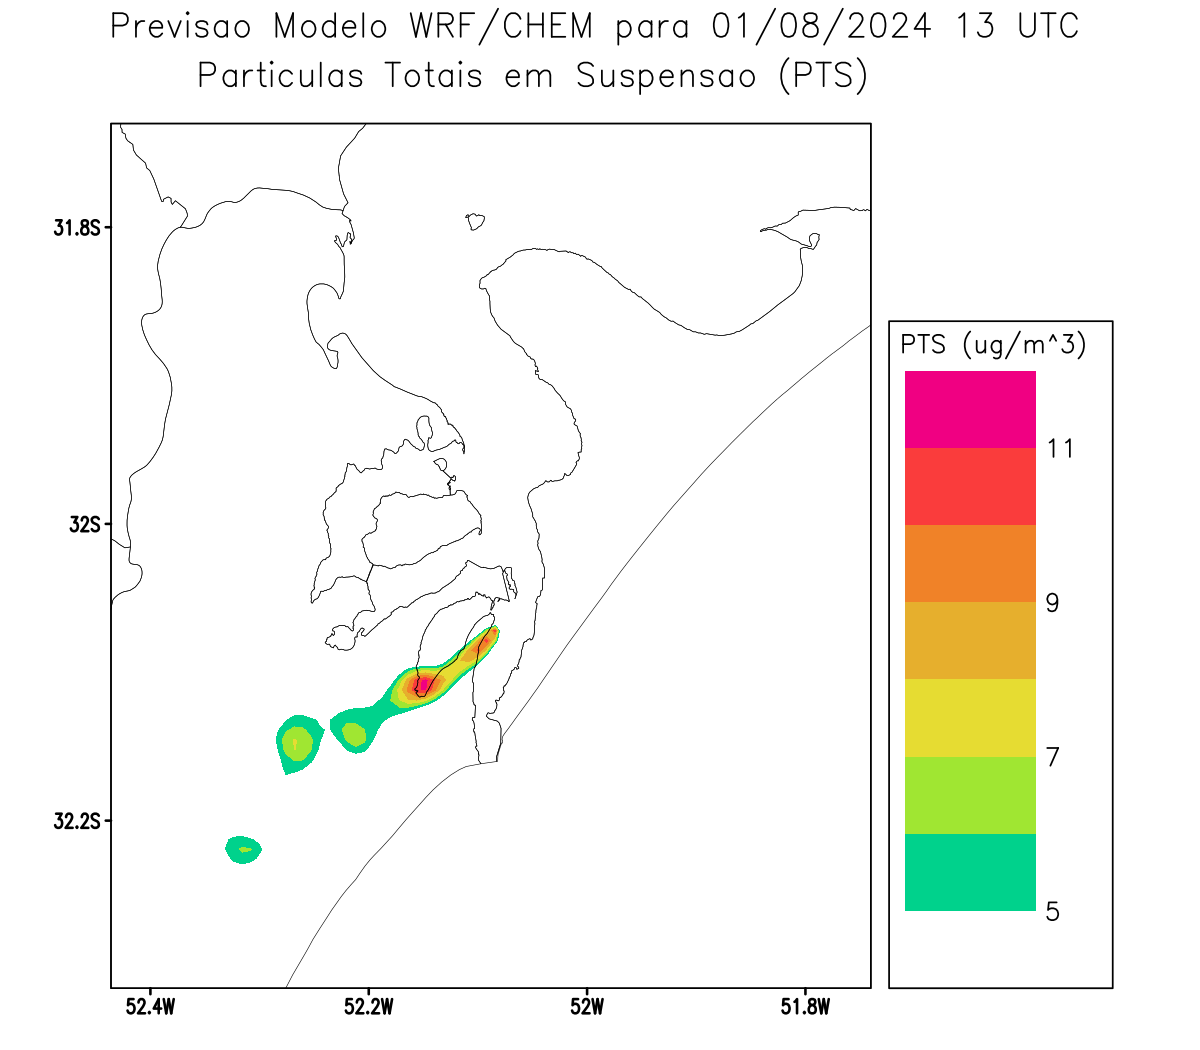 Previsao Modelo WRF/CHEM para 01/08/2024 13 UTC
Particulas Totais em Suspensao (PTS)
31.8S
32S
32.2S
52.4W
52.2W
52W
51.8W
PTS (ug/m^3)
11
9
7
5